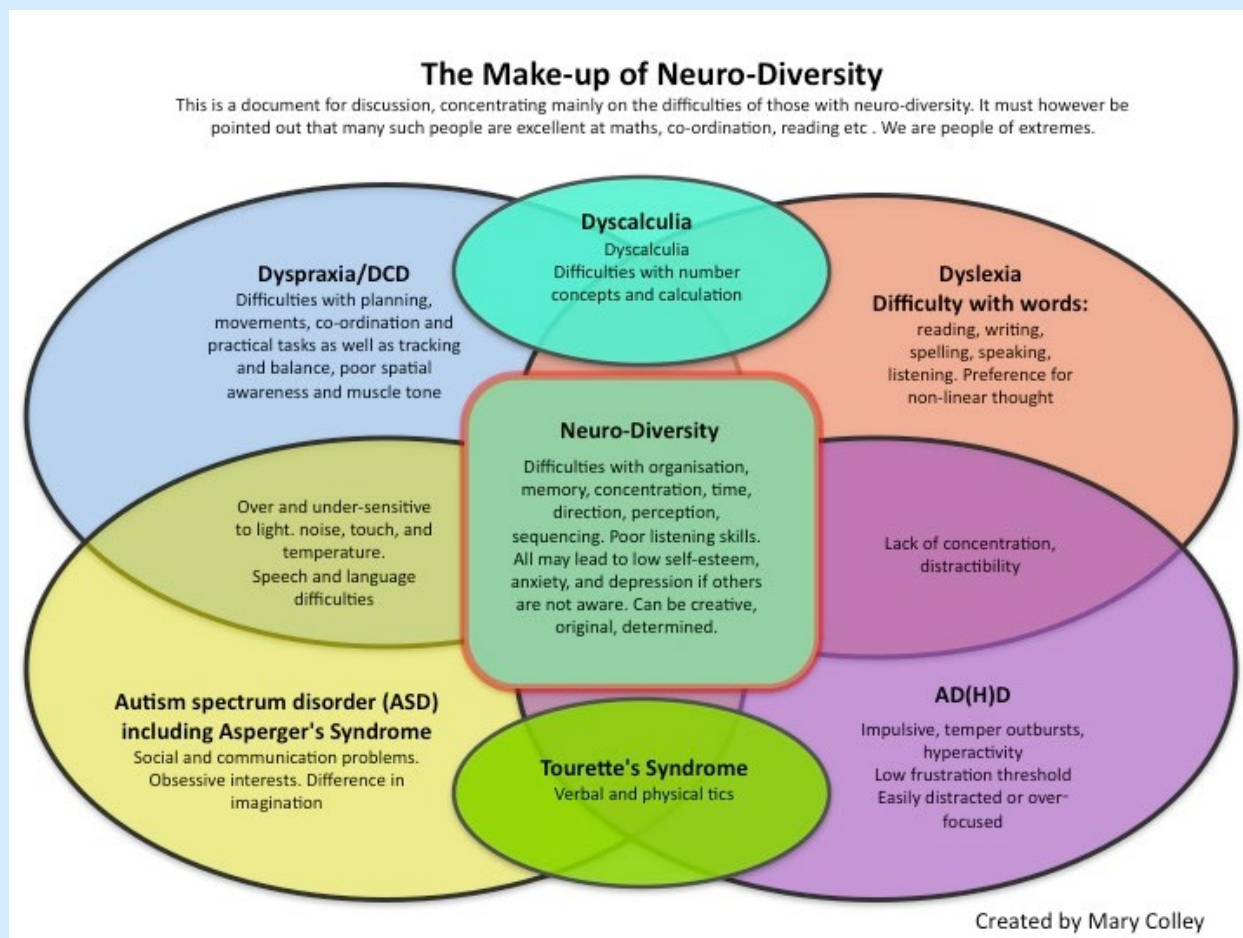 The Make-up of Neuro-Diversity
This is a document for discussion, concentrating mainly on the difficulties of those with neuro-diversity. It must however be
pointed out that many such people are excellent at maths, co-ordination, reading etc . We are people of extremes.
Dyspraxia/DCD
Difficulties with planning,
movements, co-ordination and
practical tasks as well as tracking
and balance, poor spatial
awareness and muscle tone
Dyscalculia
Dyscalculia
Difficulties with number
concepts and calculation
Dyslexia
Difficulty with words:
reading, writing,
spelling, speaking,
listening. Preference for
non-linear thought
Over and under-sensitive
to light. noise, touch, and
temperature.
Speech and language
difficulties
Neuro-Diversity
Difficulties with organisation,
memory, concentration, time,
direction, perception,
sequencing. Poor listening skills.
All may lead to low self-esteem,
anxiety, and depression if others
are not aware. Can be creative,
original, determined.
Lack of concentration,
distractibility
Autism spectrum disorder (ASD)
including Asperger's Syndrome
Social and communication problems.
Obsessive interests. Difference in
imagination
Tourette's Syndrome
Verbal and physical tics
AD(H)D
Impulsive, temper outbursts,
hyperactivity
Low frustration threshold
Easily distracted or over-
focused
Created by Mary Colley